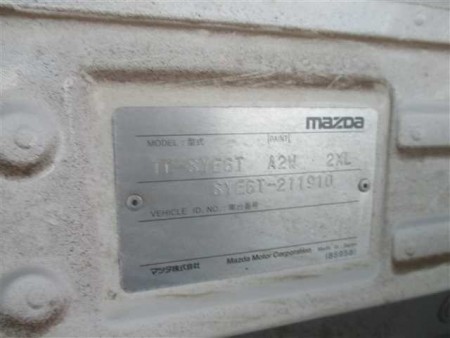 mazda
MODEL: 型式 PAINT
TC-SYE6T A2W 2XL
SYE6T-211910
VEHICLE ID. NO. 車台番号
マツダ株式会社 Mazda Motor Corporation Made in Japan